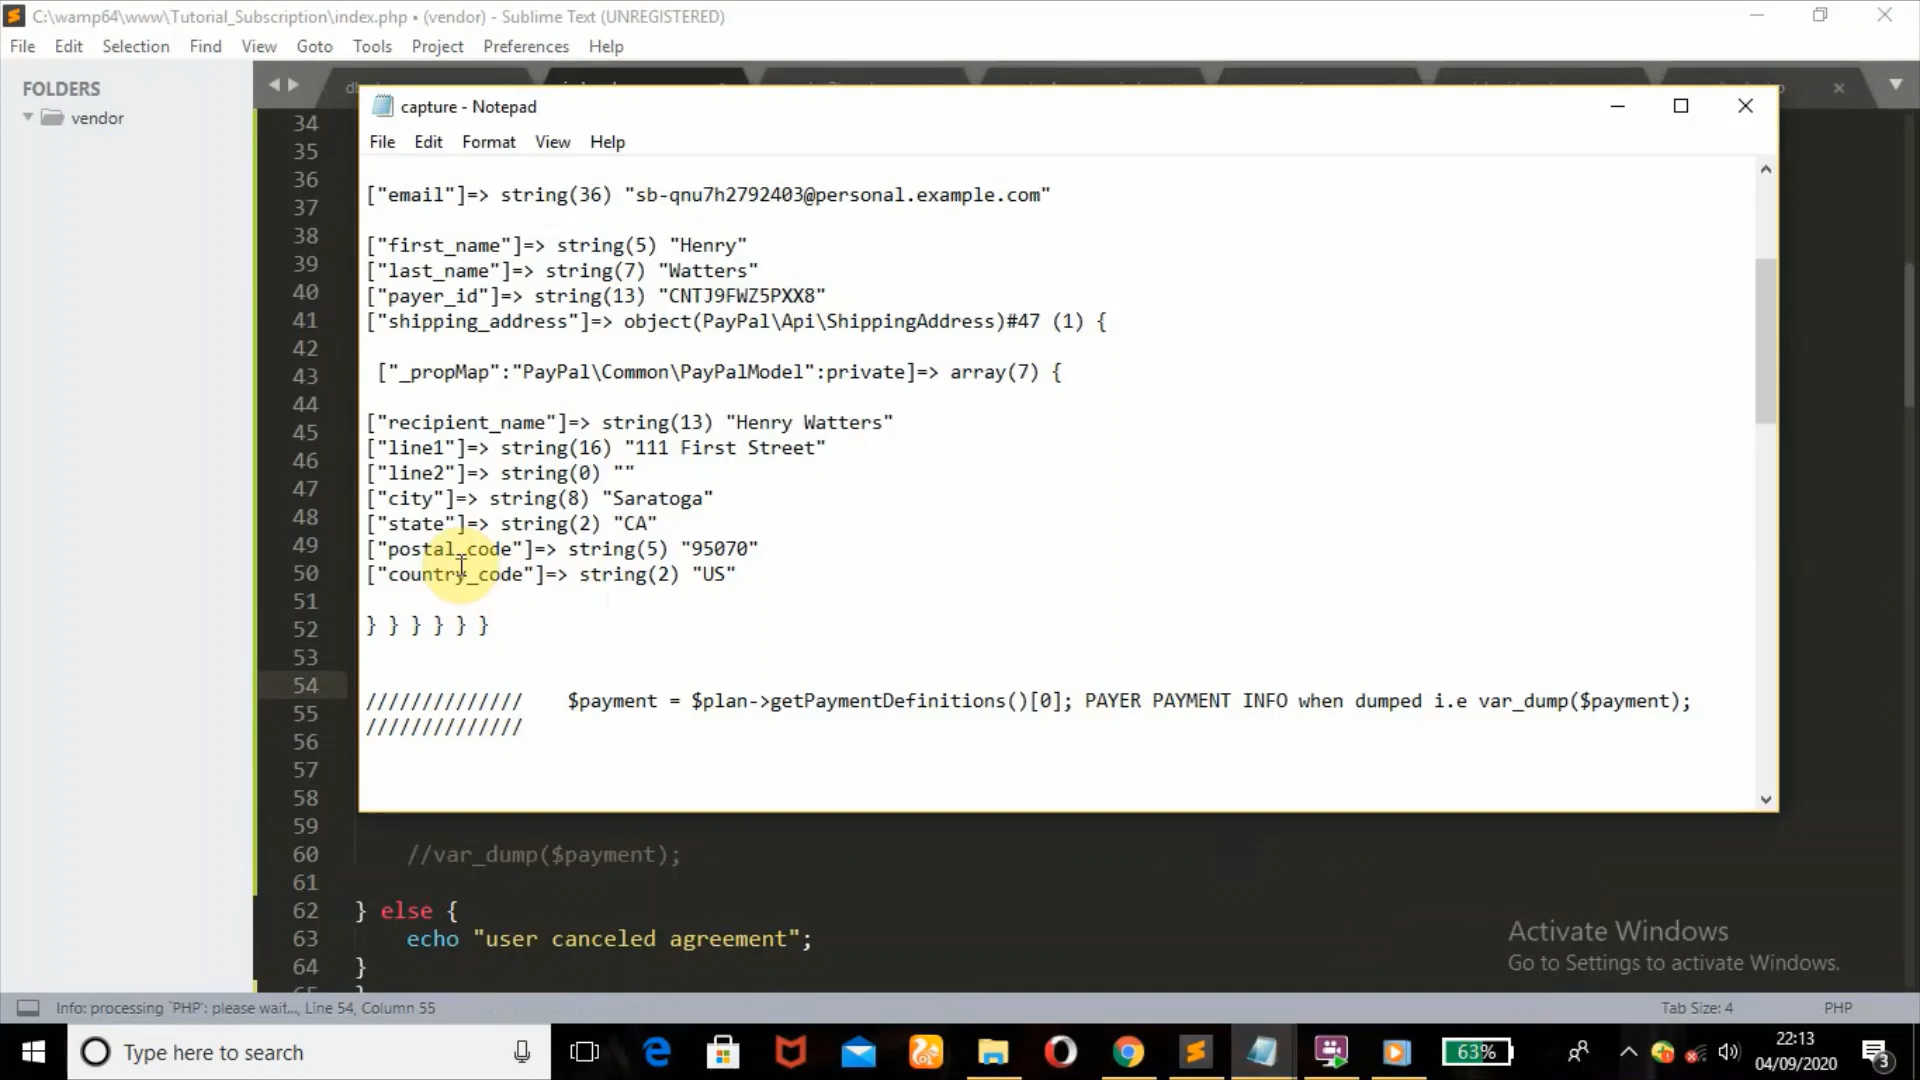 C:\wamp64\www\Tutorial_Subscription\index.php • (vendor) - Sublime Text (UNREGISTERED)
File Edit Selection Find View Goto Tools Project Preferences Help
FOLDERS
vendor
capture - Notepad
File Edit Format View Help
["email"]=> string(36) "sb-qnu7h2792403@personal.example.com"
["first_name"]=> string(5) "Henry"
["last_name"]=> string(7) "Watters"
["payer_id"]=> string(13) "CNTJ9FWZ5PXX8"
["shipping_address"]=> object(PayPal\Api\ShippingAddress)#47 (1) {
["_propMap":"PayPal\Common\PayPalModel":private]=> array(7) {
["recipient_name"]=> string(13) "Henry Watters"
["line1"]=> string(16) "111 First Street"
["line2"]=> string(0) ""
["city"]=> string(8) "Saratoga"
["state"]=> string(2) "CA"
["postal_code"]=> string(5) "95070"
["country_code"]=> string(2) "US"
} } } } } }
////////////// $payment = $plan->getPaymentDefinitions()[0]; PAYER PAYMENT INFO when dumped i.e var_dump($payment);
//////////////
34
35
36
37
38
39
40
41
42
43
44
45
46
47
48
49
50
51
52
53
54
55
56
57
58
59
60 //var_dump($payment);
61
62 } else {
63 echo "user canceled agreement";
64 }
Activate Windows
Go to Settings to activate Windows.
Info: processing `PHP': please wait..., Line 54, Column 55
Tab Size: 4 PHP
Type here to search
63%
22:13
04/09/2020
3